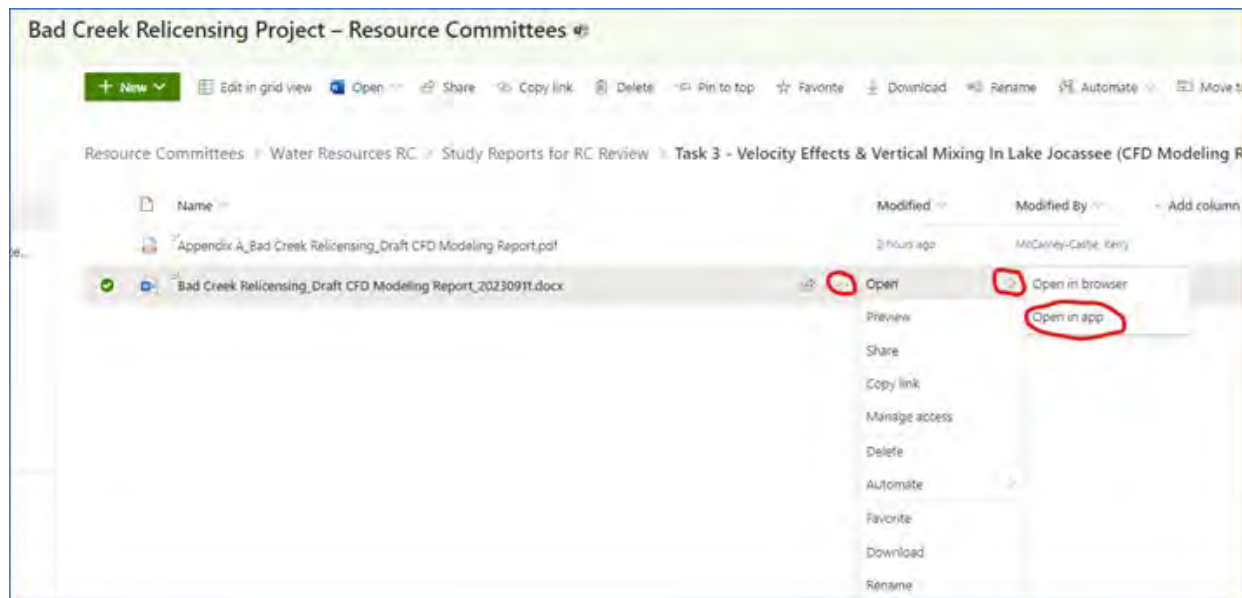 Bad Creek Relicensing Project – Resource Committees
+ New Edit in grid view Open Share Copy link Delete Pin to top Favorite Download Rename Automate Move
Resource Committees Water Resources RC Study Reports for RC Review Task 3 - Velocity Effects & Vertical Mixing In Lake Jocassee (CFD Modeling R
Name Modified Modified By Add column
Appendix A_Bad Creek Relicensing_Draft CFD Modeling Report.pdf 2 hours ago McCarney-Castle, Kerry
Bad Creek Relicensing_Draft CFD Modeling Report_20230911.docx Open Open in browser
Preview Open in app
Share
Copy link
Manage access
Delete
Automate
Favorite
Download
Rename